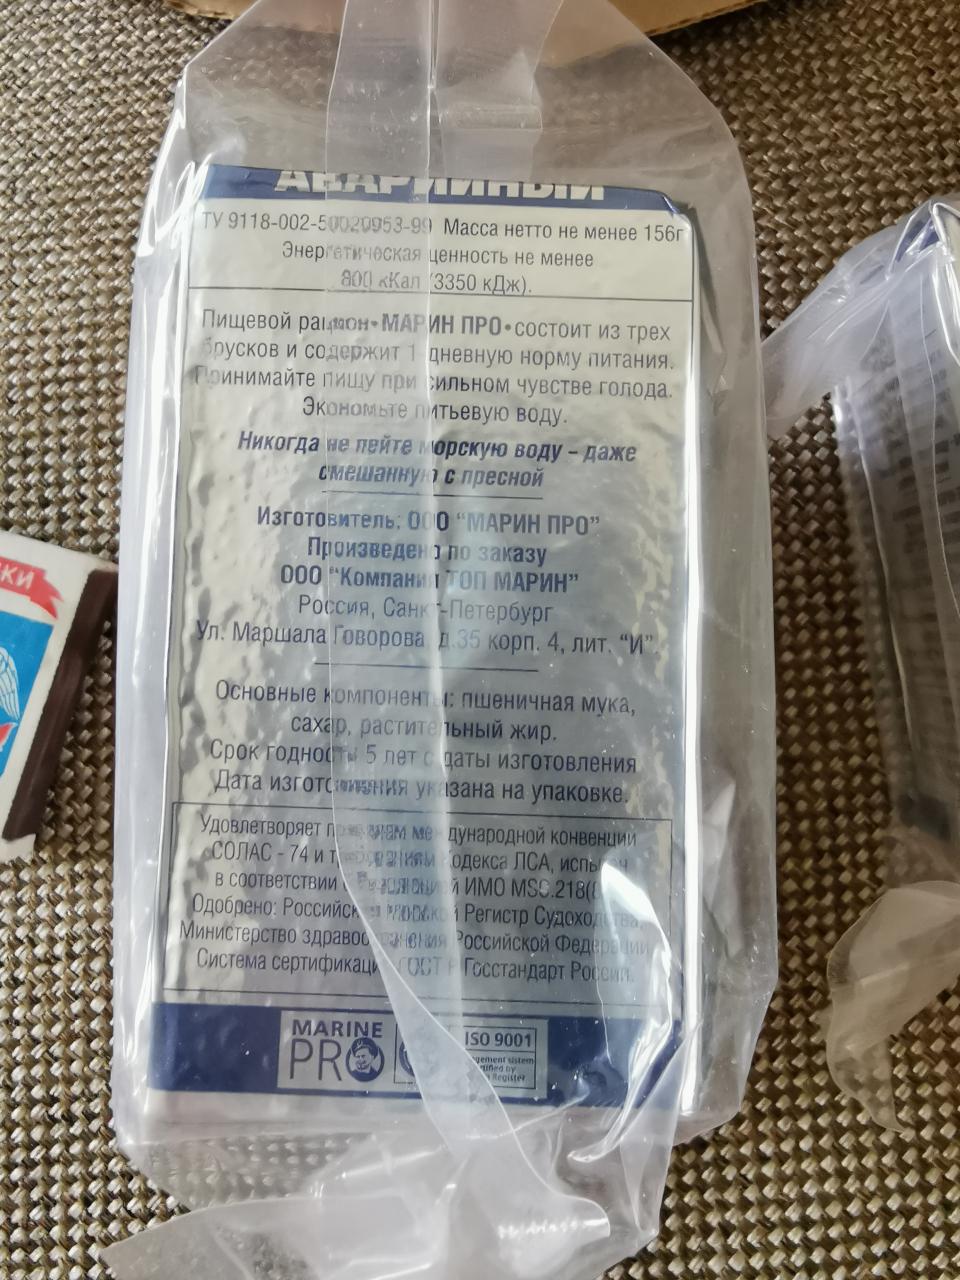 АВАРИЙНЫЙ
ТУ 9118-002-50020953-99 Масса нетто не менее 156г
Энергетическая ценность не менее
800 кКал (3350 кДж).
Пищевой рацион•МАРИН ПРО•состоит из трех
брусков и содержит 1 дневную норму питания.
Принимайте пищу при сильном чувстве голода.
Экономьте питьевую воду.
Никогда не пейте морскую воду – даже
смешанную с пресной
Изготовитель: ООО "МАРИН ПРО"
Произведено по заказу
ООО "Компания ТОП МАРИН"
Россия, Санкт-Петербург
Ул. Маршала Говорова д.35 корп. 4, лит. "И".
Основные компоненты: пшеничная мука,
сахар, растительный жир.
Срок годности 5 лет с даты изготовления
Дата изготовления указана на упаковке.
Удовлетворяет правилам международной конвенции
СОЛАС - 74 и требованиям Кодекса ЛСА, испытан
в соответствии с Резолюцией ИМО MSC.218(
Одобрено: Российский Морской Регистр Судоходства,
Министерство здравоохранения Российской Федерации
Система сертификации ГОСТ Р Госстандарт России.
MARINE
PRO
ISO 9001
gement sistem
tified by
Register
КИ